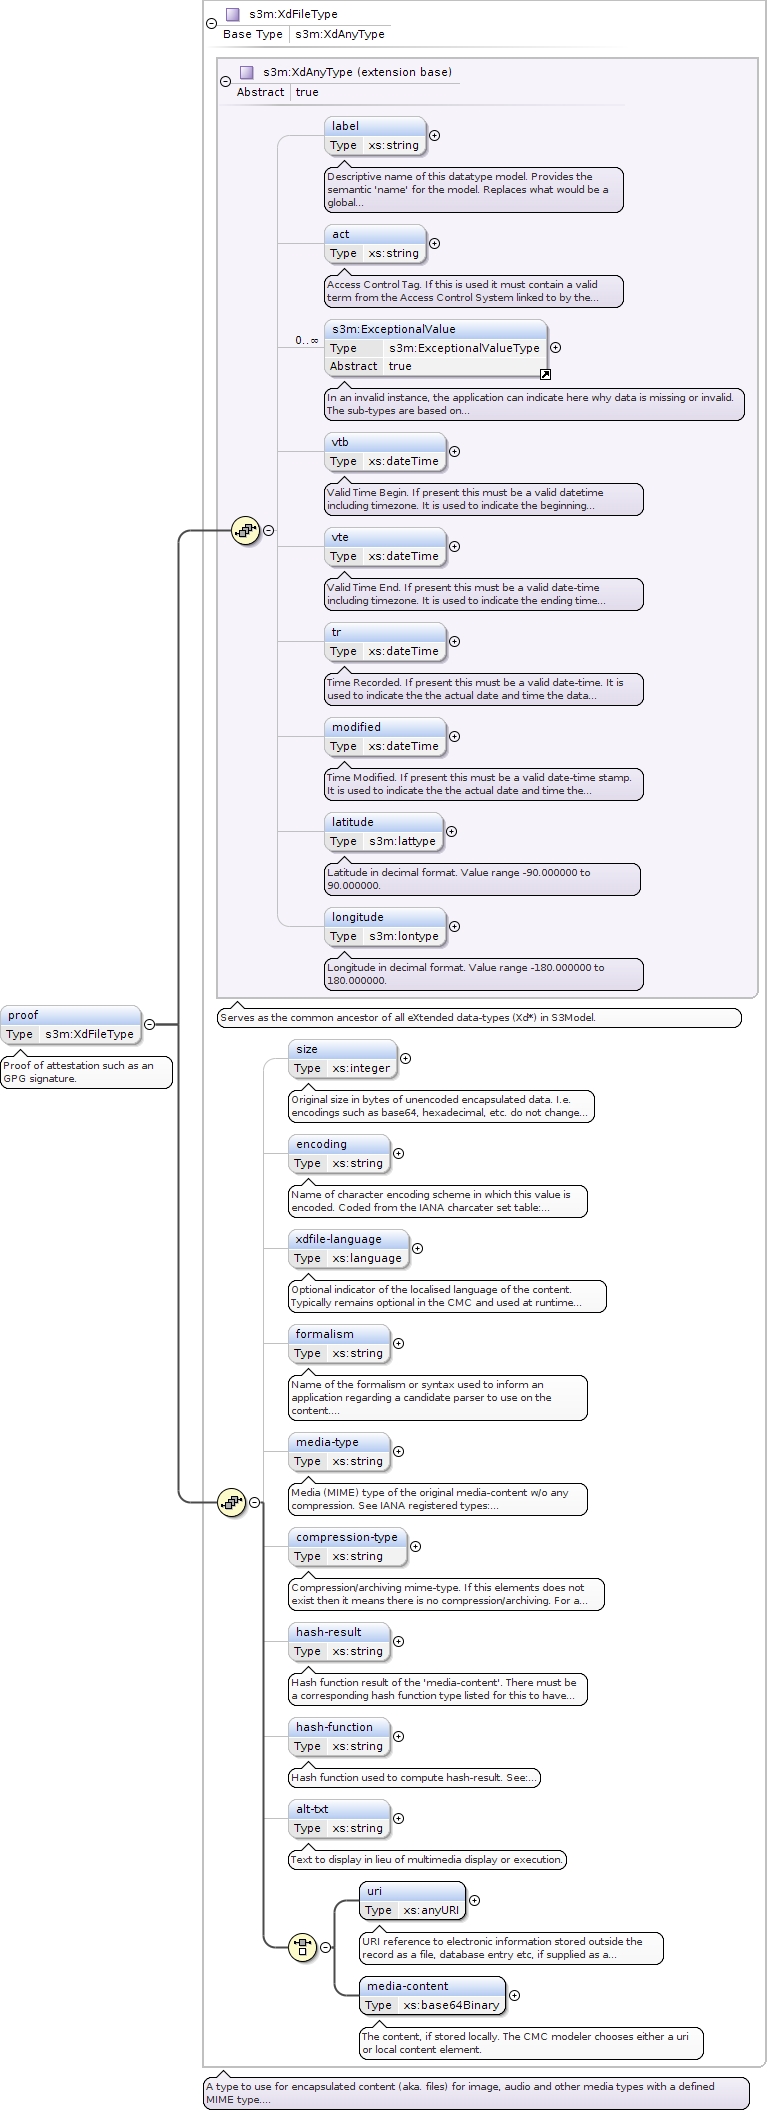 s3m:XdFileType
Base Type s3m:XdAnyType
s3m:XdAnyType (extension base)
Abstract true
label
Type xs:string
Descriptive name of this datatype model. Provides the
semantic 'name' for the model. Replaces what would be a
global...
act
Type xs:string
Access Control Tag. If this is used it must contain a valid
term from the Access Control System linked to by the...
0..∞
s3m:ExceptionalValue
Type s3m:ExceptionalValueType
Abstract true
In an invalid instance, the application can indicate here why data is missing or invalid.
The sub-types are based on...
vtb
Type xs:dateTime
Valid Time Begin. If present this must be a valid datetime
including timezone. It is used to indicate the beginning...
vte
Type xs:dateTime
Valid Time End. If present this must be a valid date-time
including timezone. It is used to indicate the ending time...
tr
Type xs:dateTime
Time Recorded. If present this must be a valid date-time. It is
used to indicate the the actual date and time the data...
modified
Type xs:dateTime
Time Modified. If present this must be a valid date-time stamp.
It is used to indicate the the actual date and time the...
latitude
Type s3m:lattype
Latitude in decimal format. Value range -90.000000 to
90.000000.
longitude
Type s3m:lontype
Longitude in decimal format. Value range -180.000000 to
180.000000.
Serves as the common ancestor of all eXtended data-types (Xd*) in S3Model.
proof
Type s3m:XdFileType
Proof of attestation such as an
GPG signature.
size
Type xs:integer
Original size in bytes of unencoded encapsulated data. I.e.
encodings such as base64, hexadecimal, etc. do not change...
encoding
Type xs:string
Name of character encoding scheme in which this value is
encoded. Coded from the IANA charcater set table:...
xdfile-language
Type xs:language
Optional indicator of the localised language of the content.
Typically remains optional in the CMC and used at runtime...
formalism
Type xs:string
Name of the formalism or syntax used to inform an
application regarding a candidate parser to use on the
content....
media-type
Type xs:string
Media (MIME) type of the original media-content w/o any
compression. See IANA registered types:...
compression-type
Type xs:string
Compression/archiving mime-type. If this elements does not
exist then it means there is no compression/archiving. For a...
hash-result
Type xs:string
Hash function result of the 'media-content'. There must be
a corresponding hash function type listed for this to have...
hash-function
Type xs:string
Hash function used to compute hash-result. See:...
alt-txt
Type xs:string
Text to display in lieu of multimedia display or execution.
uri
Type xs:anyURI
URI reference to electronic information stored outside the
record as a file, database entry etc, if supplied as a...
media-content
Type xs:base64Binary
The content, if stored locally. The CMC modeler chooses either a uri
or local content element.
A type to use for encapsulated content (aka. files) for image, audio and other media types with a defined
MIME type....